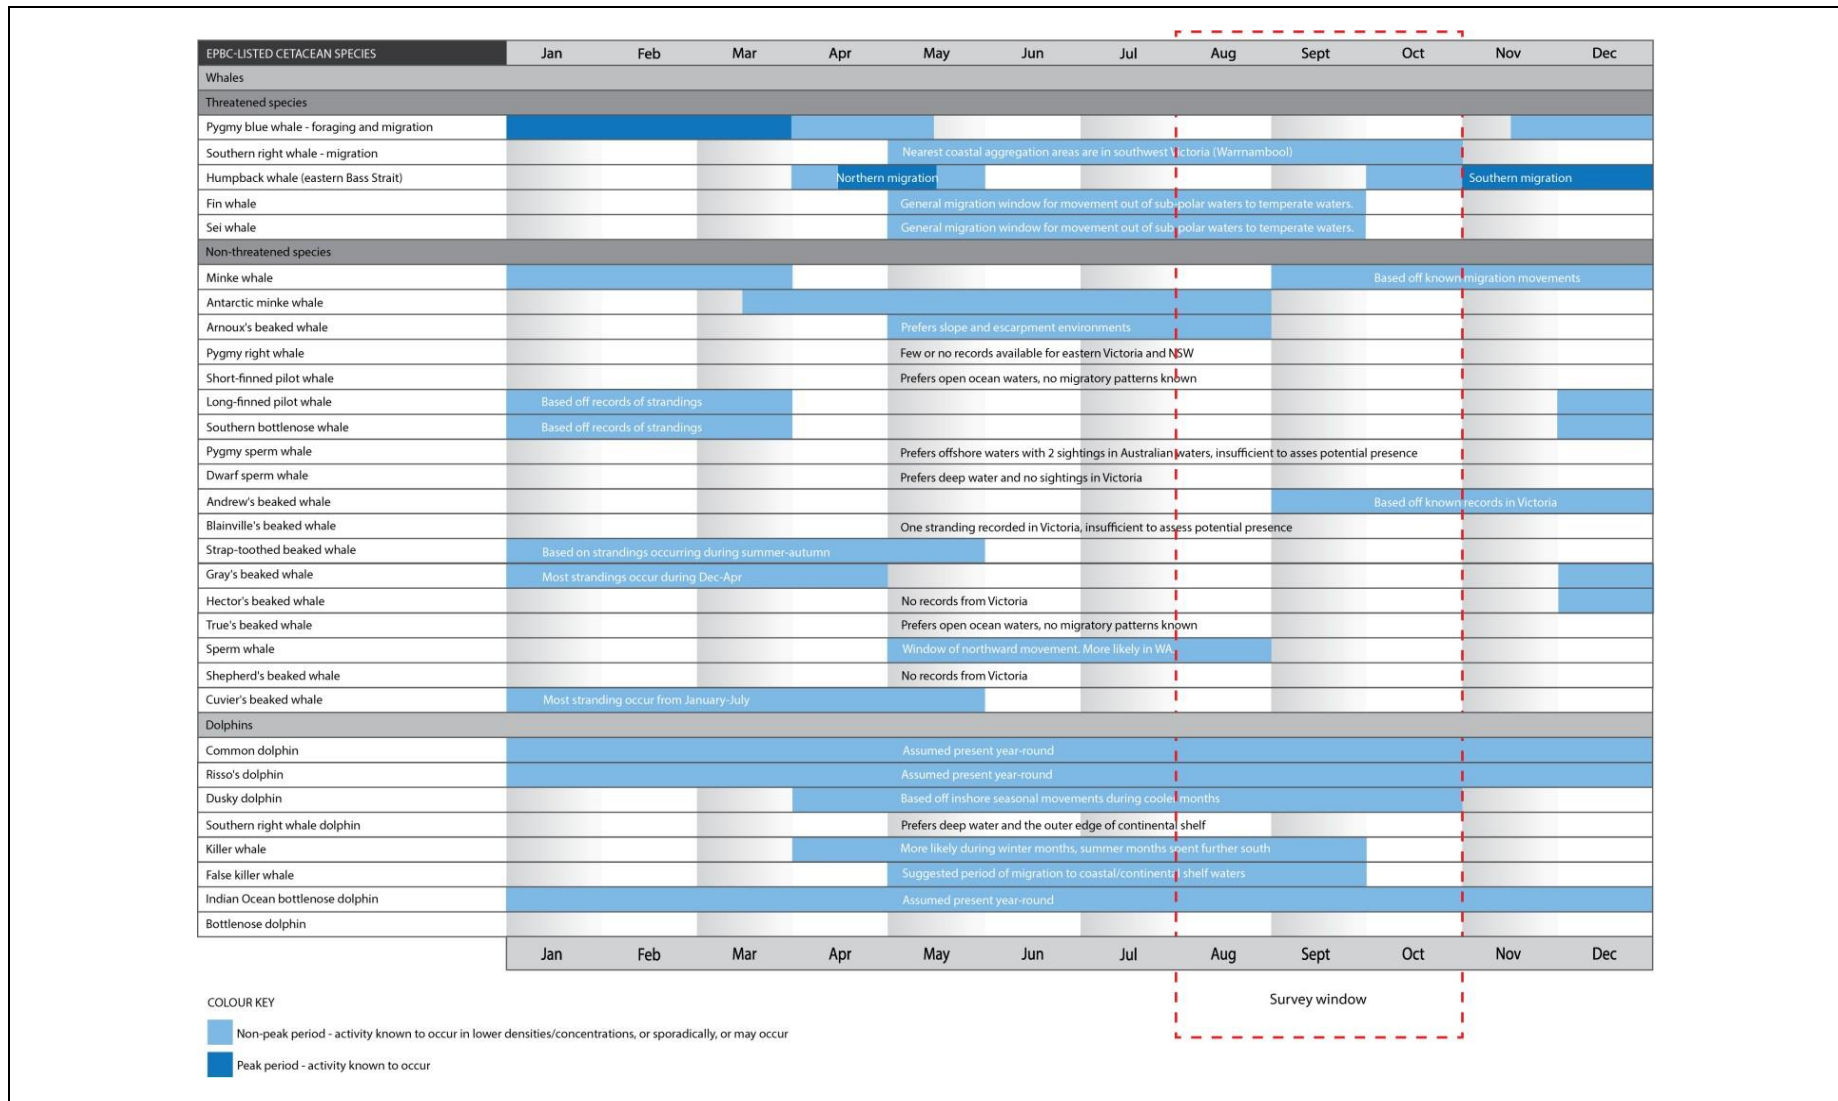 EPBC-LISTED CETACEAN SPECIES Jan Feb Mar Apr May Jun Jul Aug Sept Oct Nov Dec
Whales
Threatened species
Pygmy blue whale - foraging and migration
Southern right whale - migration Nearest coastal aggregation areas are in southwest Victoria (Warrnambool)
Humpback whale (eastern Bass Strait) Northern migration Southern migration
Fin whale General migration window for movement out of sub-polar waters to temperate waters.
Sei whale General migration window for movement out of sub-polar waters to temperate waters.
Non-threatened species
Minke whale Based off known migration movements
Antarctic minke whale
Arnoux's beaked whale Prefers slope and escarpment environments
Pygmy right whale Few or no records available for eastern Victoria and NSW
Short-finned pilot whale Prefers open ocean waters, no migratory patterns known
Long-finned pilot whale Based off records of strandings
Southern bottlenose whale Based off records of strandings
Pygmy sperm whale Prefers offshore waters with 2 sightings in Australian waters, insufficient to asses potential presence
Dwarf sperm whale Prefers deep water and no sightings in Victoria
Andrew's beaked whale Based off known records in Victoria
Blainville's beaked whale One stranding recorded in Victoria, insufficient to assess potential presence
Strap-toothed beaked whale Based on strandings occurring during summer-autumn
Gray's beaked whale Most strandings occur during Dec-Apr
Hector's beaked whale No records from Victoria
True's beaked whale Prefers open ocean waters, no migratory patterns known
Sperm whale Window of northward movement. More likely in WA.
Shepherd's beaked whale No records from Victoria
Cuvier's beaked whale Most stranding occur from January-July
Dolphins
Common dolphin Assumed present year-round
Risso's dolphin Assumed present year-round
Dusky dolphin Based off inshore seasonal movements during cooler months
Southern right whale dolphin Prefers deep water and the outer edge of continental shelf
Killer whale More likely during winter months, summer months spent further south
False killer whale Suggested period of migration to coastal/continental shelf waters
Indian Ocean bottlenose dolphin Assumed present year-round
Bottlenose dolphin
Jan Feb Mar Apr May Jun Jul Aug Sept Oct Nov Dec
Survey window
COLOUR KEY
Non-peak period - activity known to occur in lower densities/concentrations, or sporadically, or may occur
Peak period - activity known to occur